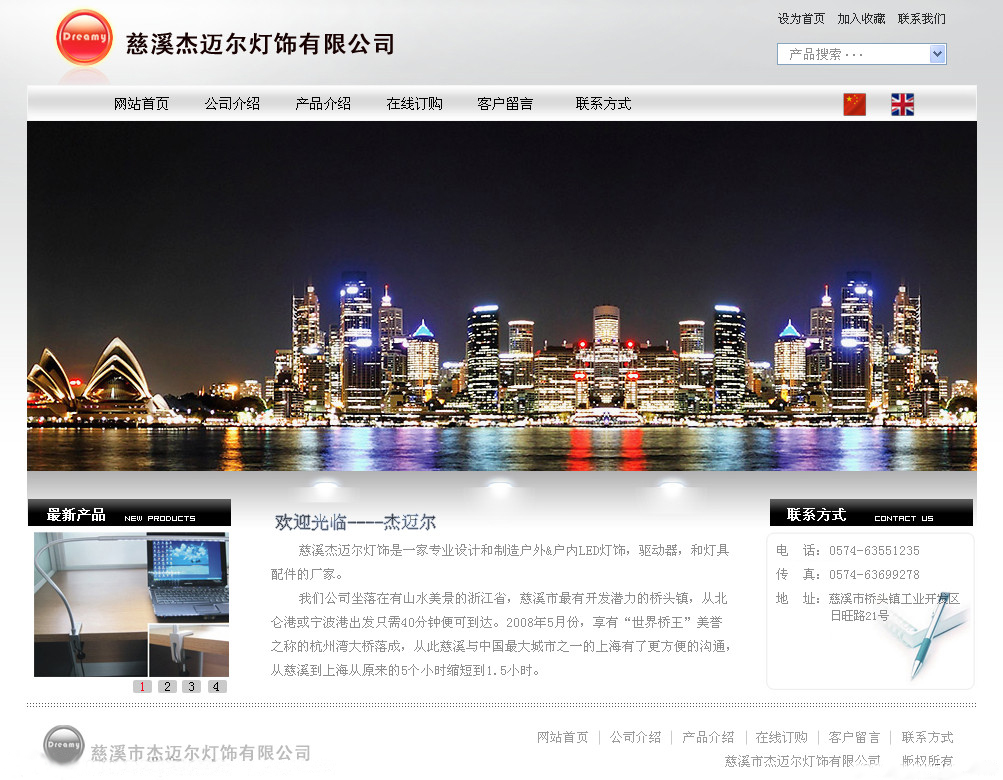 设为首页 加入收藏 联系我们
Dreamy
慈溪杰迈尔灯饰有限公司
产品搜索 · · ·
网站首页 公司介绍 产品介绍 在线订购 客户留言 联系方式
最新产品 NEW PRODUCTS
1 2 3 4
欢迎光临----杰迈尔
慈溪杰迈尔灯饰是一家专业设计和制造户外&户内LED灯饰，驱动器，和灯具
配件的厂家。
我们公司坐落在有山水美景的浙江省，慈溪市最有开发潜力的桥头镇，从北
仑港或宁波港出发只需40分钟便可到达。2008年5月份，享有“世界桥王”美誉
之称的杭州湾大桥落成，从此慈溪与中国最大城市之一的上海有了更方便的沟通，
从慈溪到上海从原来的5个小时缩短到1.5小时。
联系方式 CONTACT US
电 话：0574-63551235
传 真：0574-63699278
地 址：慈溪市桥头镇工业开发区
日旺路21号
Dreamy
慈溪市杰迈尔灯饰有限公司
网站首页 | 公司介绍 | 产品介绍 | 在线订购 | 客户留言 | 联系方式
慈溪杰迈尔灯饰有限公司 版权所有